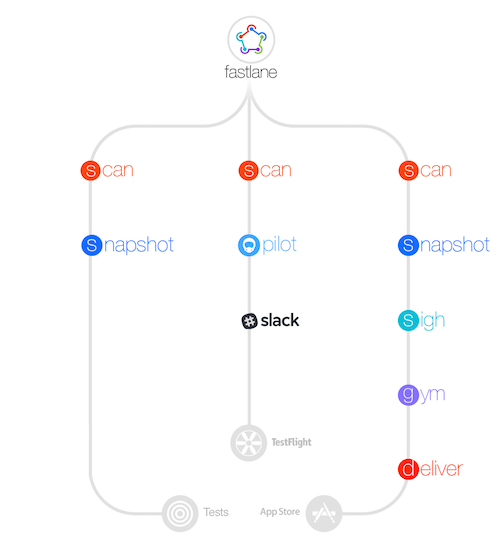 fastlane
scan scan scan
snapshot pilot snapshot
slack sigh
gym
TestFlight
deliver
Tests App Store